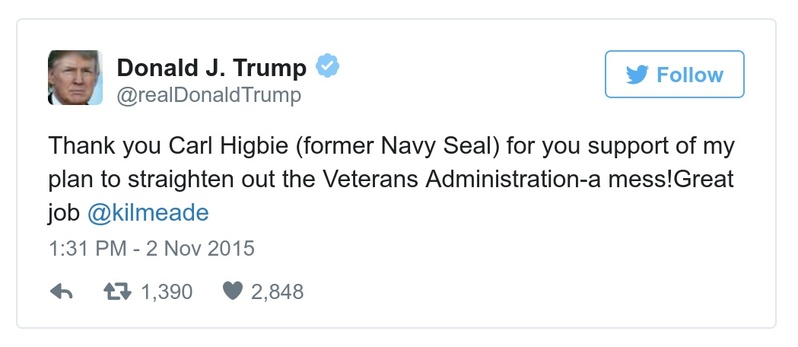 Donald J. Trump
@realDonaldTrump
Follow
Thank you Carl Higbie (former Navy Seal) for you support of my
plan to straighten out the Veterans Administration-a mess!Great
job @kilmeade
1:31 PM - 2 Nov 2015
1,390 2,848